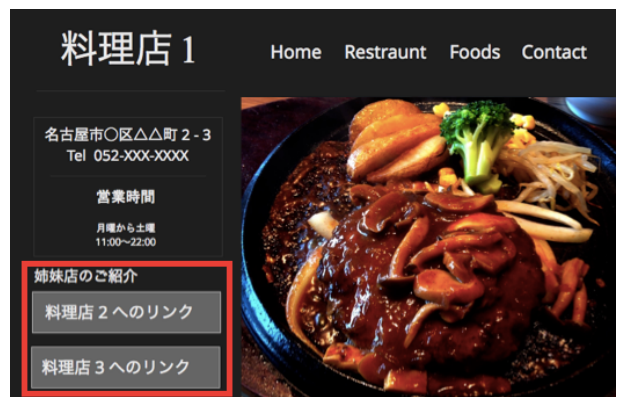 料理店 1
Home Restraunt Foods Contact
名古屋市〇区△△町 2 - 3
Tel 052-XXX-XXXX
営業時間
月曜から土曜
11:00～22:00
姉妹店のご紹介
料理店 2 へのリンク
料理店 3 へのリンク